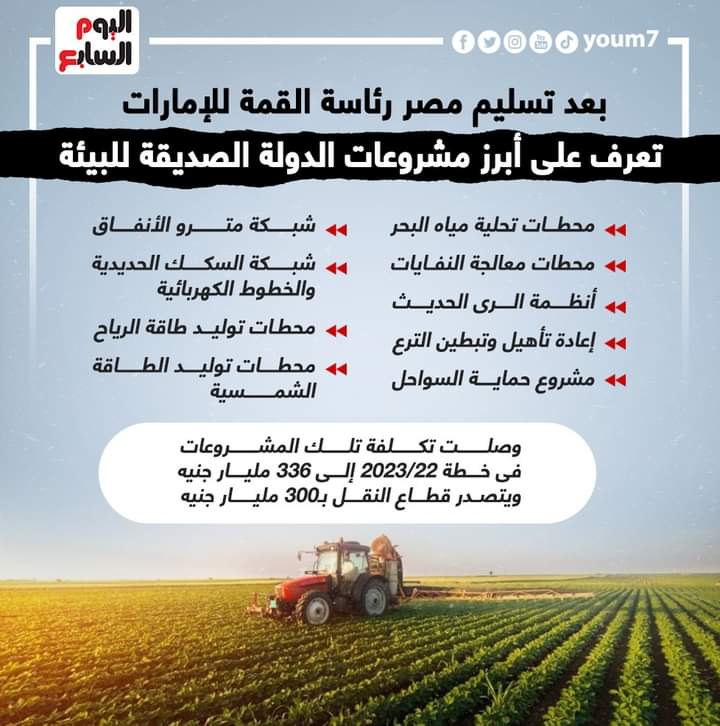 اليوم السابع
youm7
بعد تسليم مصر رئاسة القمة للإمارات
تعرف على أبرز مشروعات الدولة الصديقة للبيئة
محطات تحلية مياه البحر
محطات معالجة النفايات
أنظمة الرى الحديث
إعادة تأهيل وتبطين الترع
مشروع حماية السواحل
شبكة مترو الأنفاق
شبكة السكك الحديدية
والخطوط الكهربائية
محطات توليد طاقة الرياح
محطات توليد الطاقة
الشمسية
وصلت تكلفة تلك المشروعات
فى خطة 2023/22 إلى 336 مليار جنيه
ويتصدر قطاع النقل بـ300 مليار جنيه